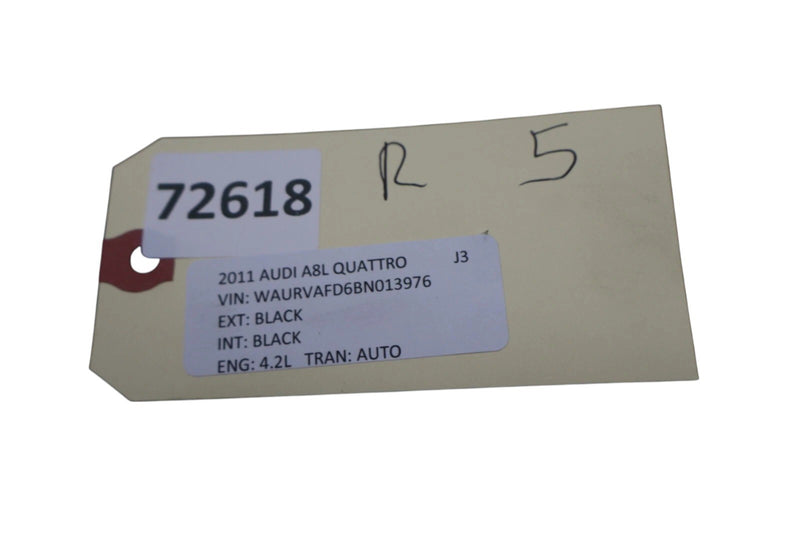 R 5
72618
2011 AUDI A8L QUATTRO J3
VIN: WAURVAFD6BN013976
EXT: BLACK
INT: BLACK
ENG: 4.2L TRAN: AUTO